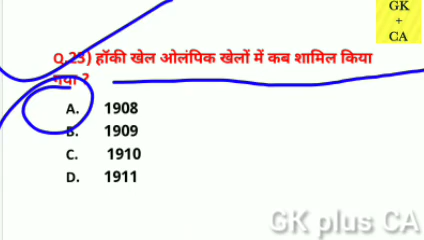 GK
+
CA
Q.23) हॉकी खेल ओलंपिक खेलों में कब शामिल किया
गया ?
A. 1908
B. 1909
C. 1910
D. 1911
GK plus CA